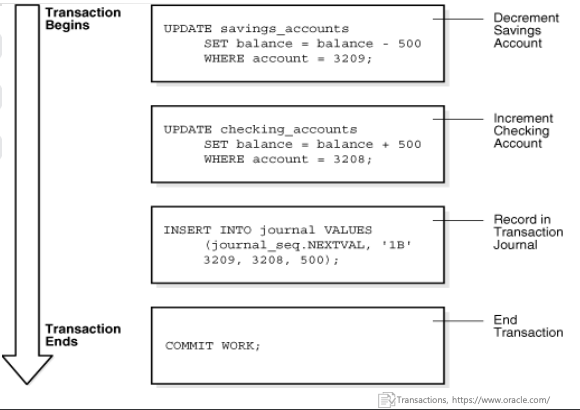 Transaction
Begins
UPDATE savings_accounts
SET balance = balance - 500
WHERE account = 3209;
Decrement
Savings
Account
UPDATE checking_accounts
SET balance = balance + 500
WHERE account = 3208;
Increment
Checking
Account
INSERT INTO journal VALUES
(journal_seq.NEXTVAL, '1B'
3209, 3208, 500);
Record in
Transaction
Journal
Transaction
Ends
COMMIT WORK;
End
Transaction
Transactions, https://www.oracle.com/